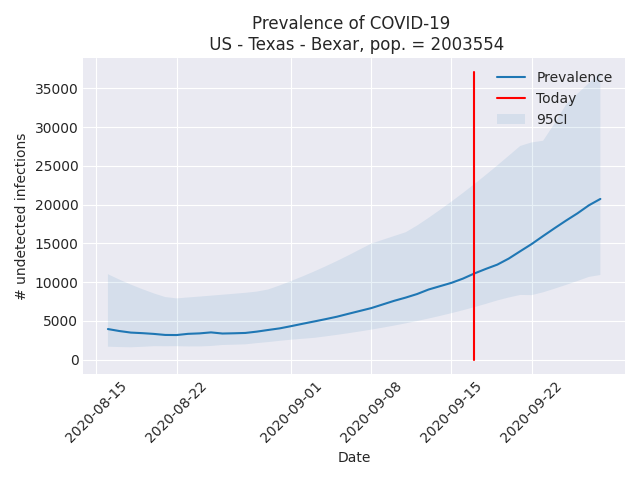 Prevalence of COVID-19
US - Texas - Bexar, pop. = 2003554
Prevalence
Today
95CI
35000
30000
25000
20000
15000
10000
5000
0
# undetected infections
2020-08-15
2020-08-22
2020-09-01
2020-09-08
2020-09-15
2020-09-22
Date